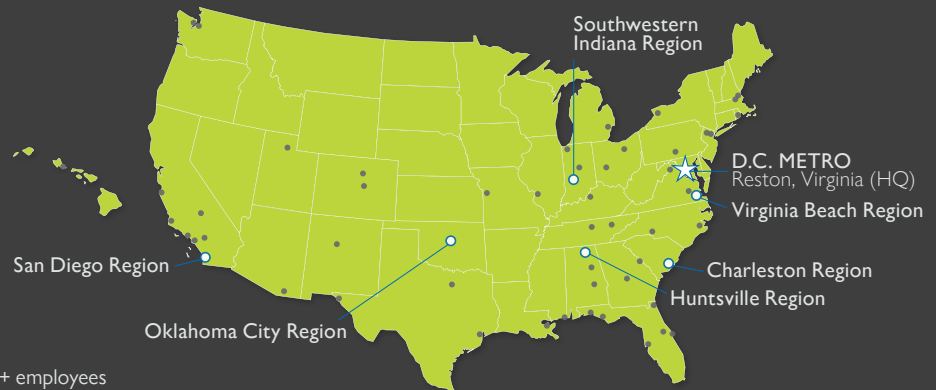 Southwestern
Indiana Region
D.C. METRO
Reston, Virginia (HQ)
Virginia Beach Region
San Diego Region
Charleston Region
Huntsville Region
Oklahoma City Region
+ employees